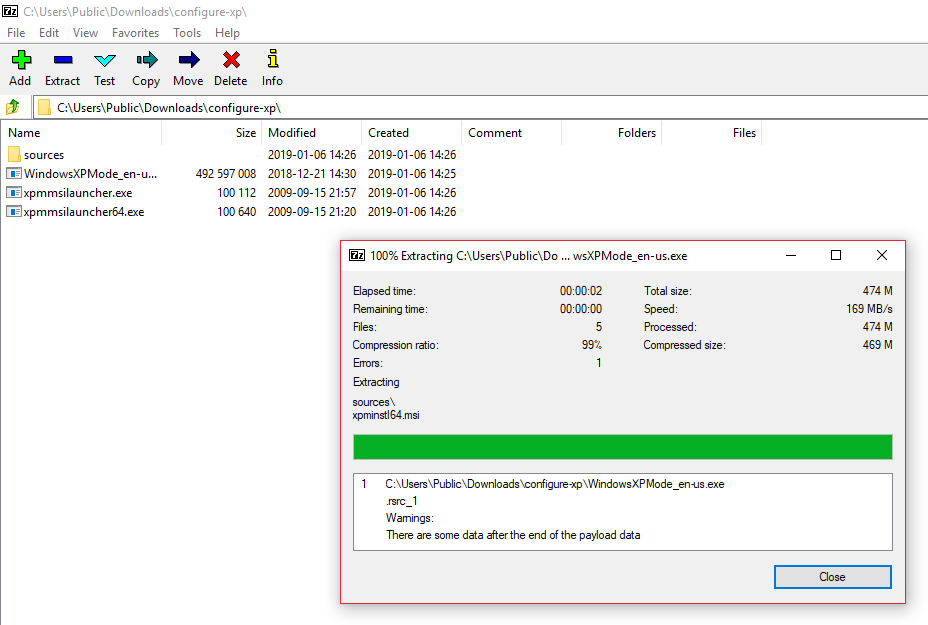 7z C:\Users\Public\Downloads\configure-xp\
File Edit View Favorites Tools Help
Add Extract Test Copy Move Delete Info
C:\Users\Public\Downloads\configure-xp\
Name Size Modified Created Comment Folders Files
sources 2019-01-06 14:26 2019-01-06 14:26
WindowsXPMode_en-u... 492 597 008 2018-12-21 14:30 2019-01-06 14:25
xpmmsilauncher.exe 100 112 2009-09-15 21:57 2019-01-06 14:26
xpmmsilauncher64.exe 100 640 2009-09-15 21:20 2019-01-06 14:26
7z 100% Extracting C:\Users\Public\Do ... wsXPMode_en-us.exe
Elapsed time: 00:00:02 Total size: 474 M
Remaining time: 00:00:00 Speed: 169 MB/s
Files: 5 Processed: 474 M
Compression ratio: 99% Compressed size: 469 M
Errors: 1
Extracting
sources\
xpminstl64.msi
1 C:\Users\Public\Downloads\configure-xp\WindowsXPMode_en-us.exe
.rsrc_1
Warnings:
There are some data after the end of the payload data
Close